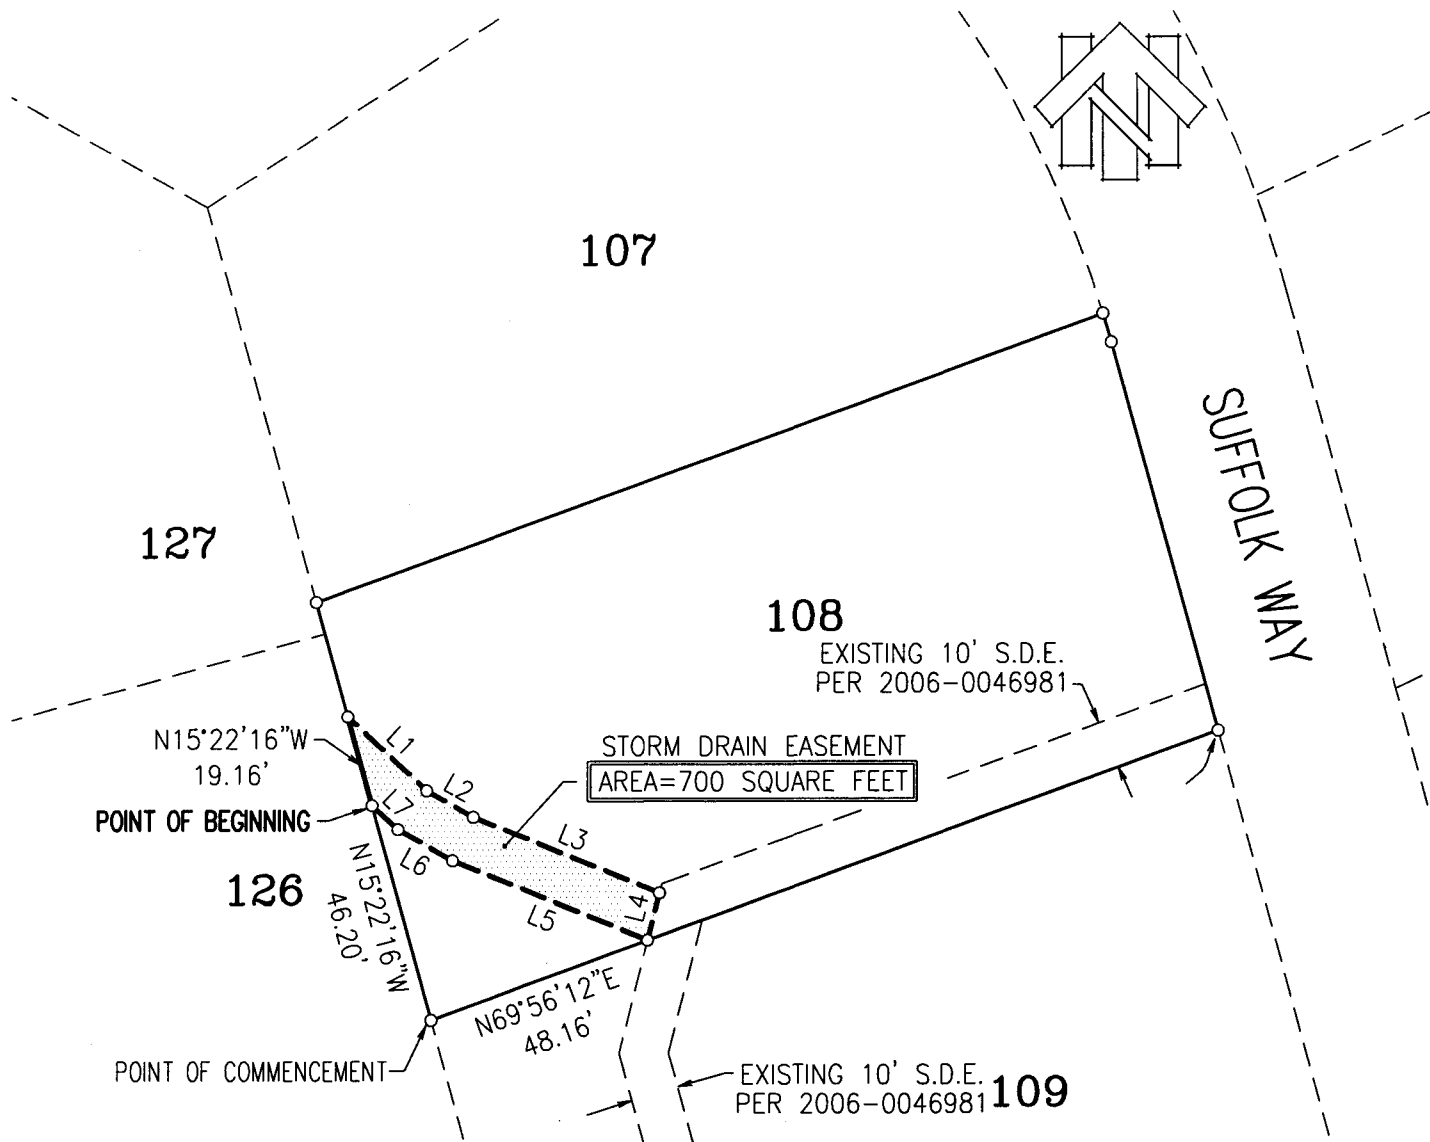 N
107
SUFFOLK WAY
127
108
EXISTING 10' S.D.E.
PER 2006-0046981
N15°22'16"W
19.16'
L1
L2
STORM DRAIN EASEMENT
AREA=700 SQUARE FEET
L7
POINT OF BEGINNING
L3
L6
126
N15°22'16"W
46.20'
L4
L5
N69°56'12"E
48.16'
POINT OF COMMENCEMENT
EXISTING 10' S.D.E.
PER 2006-0046981
109